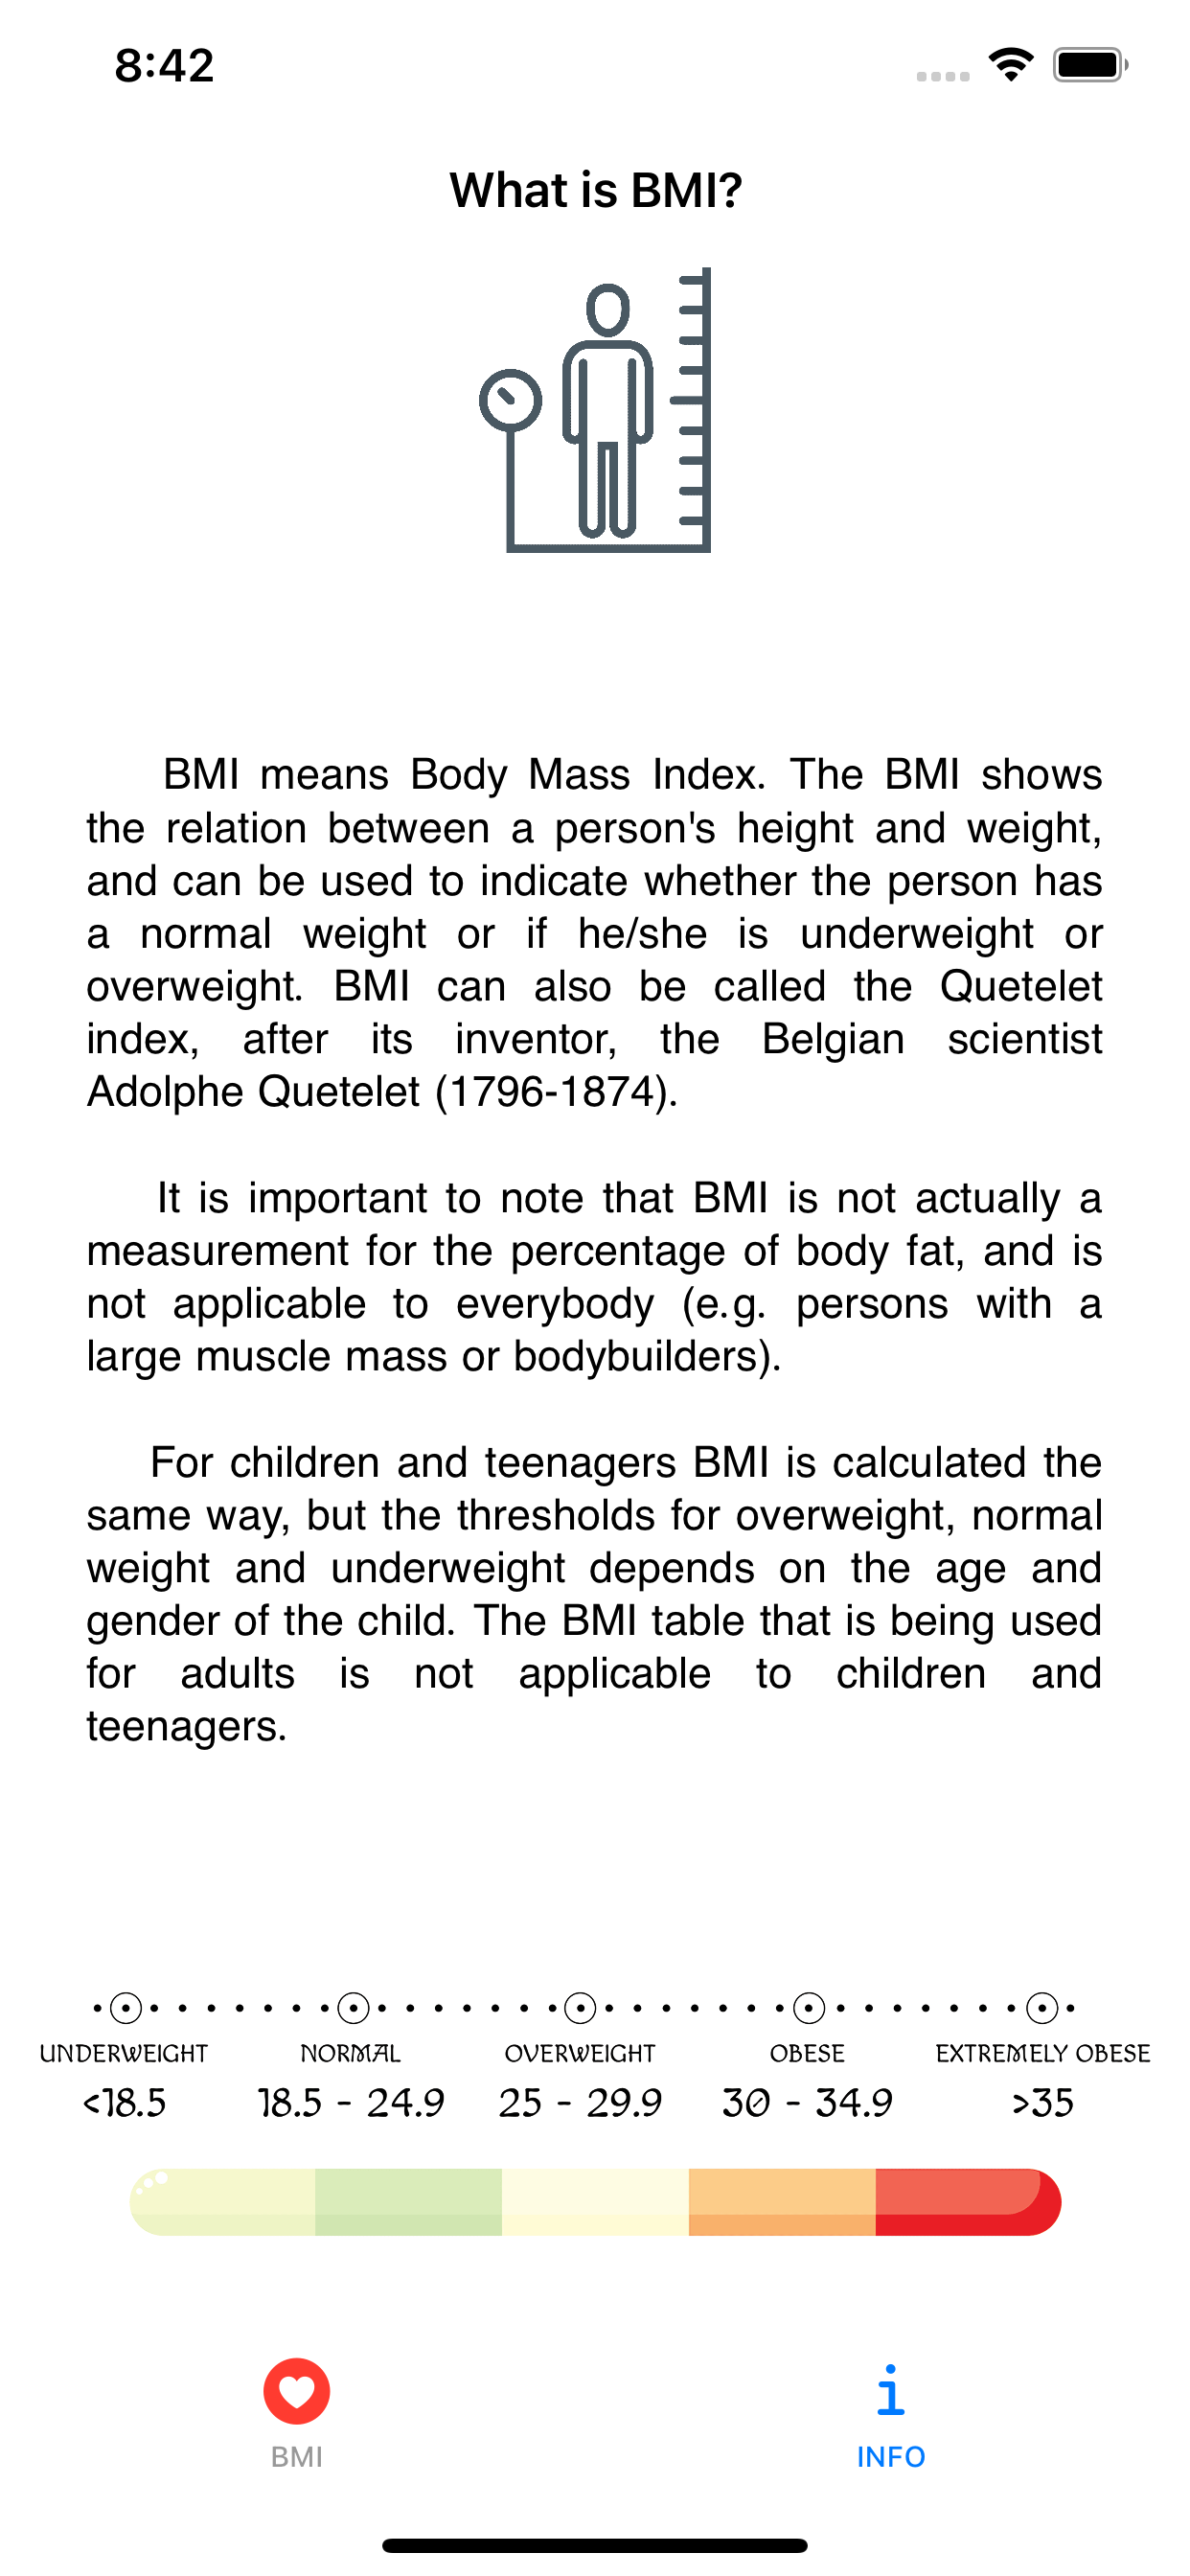 8:42
What is BMI?
BMI means Body Mass Index. The BMI shows
the relation between a person's height and weight,
and can be used to indicate whether the person has
a normal weight or if he/she is underweight or
overweight. BMI can also be called the Quetelet
index, after its inventor, the Belgian scientist
Adolphe Quetelet (1796-1874).
It is important to note that BMI is not actually a
measurement for the percentage of body fat, and is
not applicable to everybody (e.g. persons with a
large muscle mass or bodybuilders).
For children and teenagers BMI is calculated the
same way, but the thresholds for overweight, normal
weight and underweight depends on the age and
gender of the child. The BMI table that is being used
for adults is not applicable to children and
teenagers.
UNDERWEIGHT NORMAL OVERWEIGHT OBESE EXTREMELY OBESE
<18.5 18.5 - 24.9 25 - 29.9 30 - 34.9 >35
BMI INFO